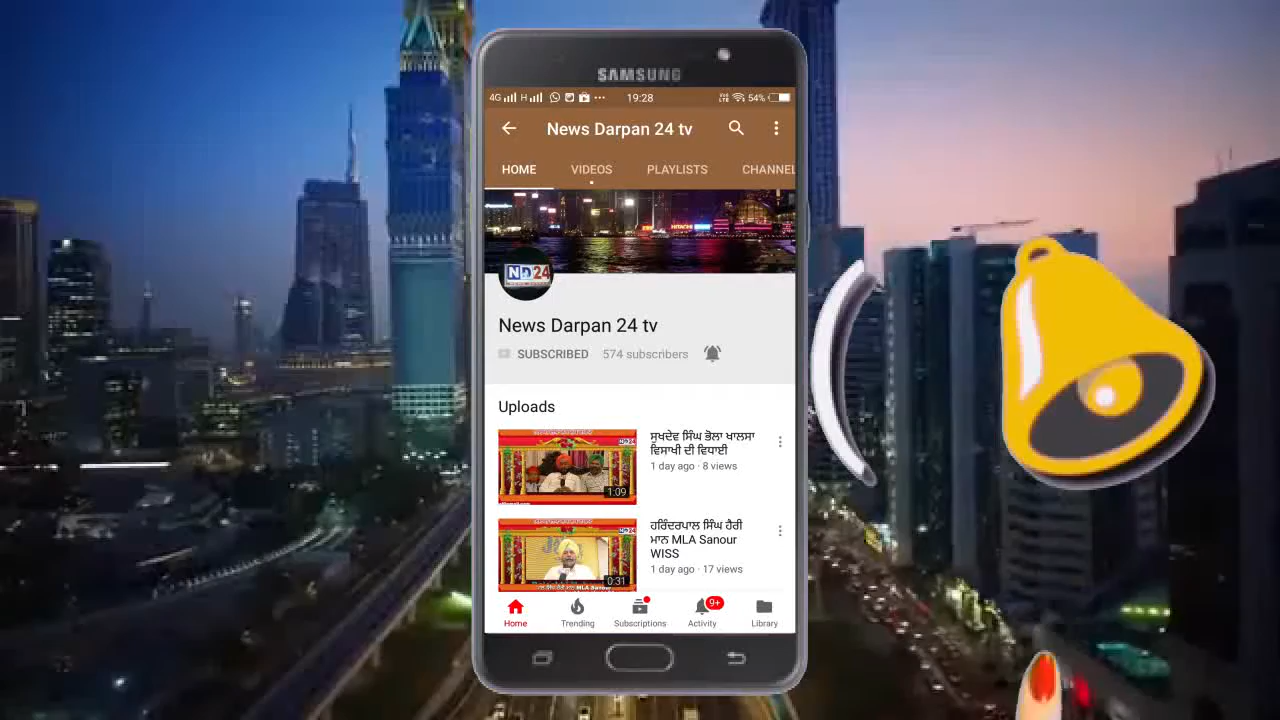 SAMSUNG
4G H 19:28 54%
News Darpan 24 tv
HOME VIDEOS PLAYLISTS CHANNEL
HITACHI
ND24
News Darpan 24 tv
SUBSCRIBED 574 subscribers
Uploads
ਸੁਖਦੇਵ ਸਿੰਘ ਭੋਲਾ ਖਾਲਸਾ
ਵਿਸਾਖੀ ਦੀ ਵਿਧਾਈ
1 day ago · 8 views
1:09
ਹਰਿੰਦਰਪਾਲ ਸਿੰਘ ਹੈਰੀ
ਮਾਨ MLA Sanour
WISS
1 day ago · 17 views
0:31
Home Trending Subscriptions 9+ Activity Library